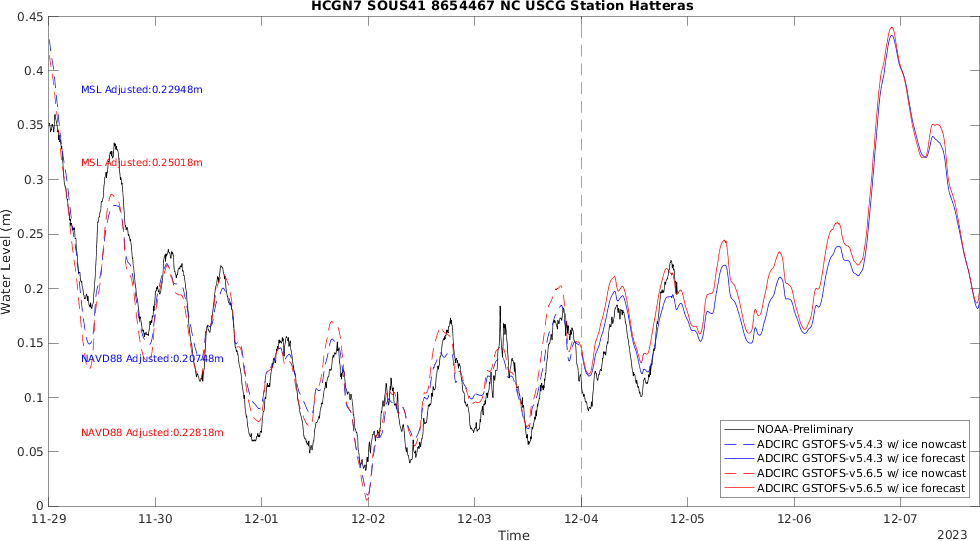 HCGN7 SOUS41 8654467 NC USCG Station Hatteras
0.45
0.4
0.35
0.3
0.25
0.2
0.15
0.1
0.05
0
Water Level (m)
MSL Adjusted:0.22948m
MSL Adjusted:0.25018m
NAVD88 Adjusted:0.20748m
NAVD88 Adjusted:0.22818m
NOAA-Preliminary
ADCIRC GSTOFS-v5.4.3 w/ ice nowcast
ADCIRC GSTOFS-v5.4.3 w/ ice forecast
ADCIRC GSTOFS-v5.6.5 w/ ice nowcast
ADCIRC GSTOFS-v5.6.5 w/ ice forecast
11-29 11-30 12-01 12-02 12-03 12-04 12-05 12-06 12-07
Time
2023